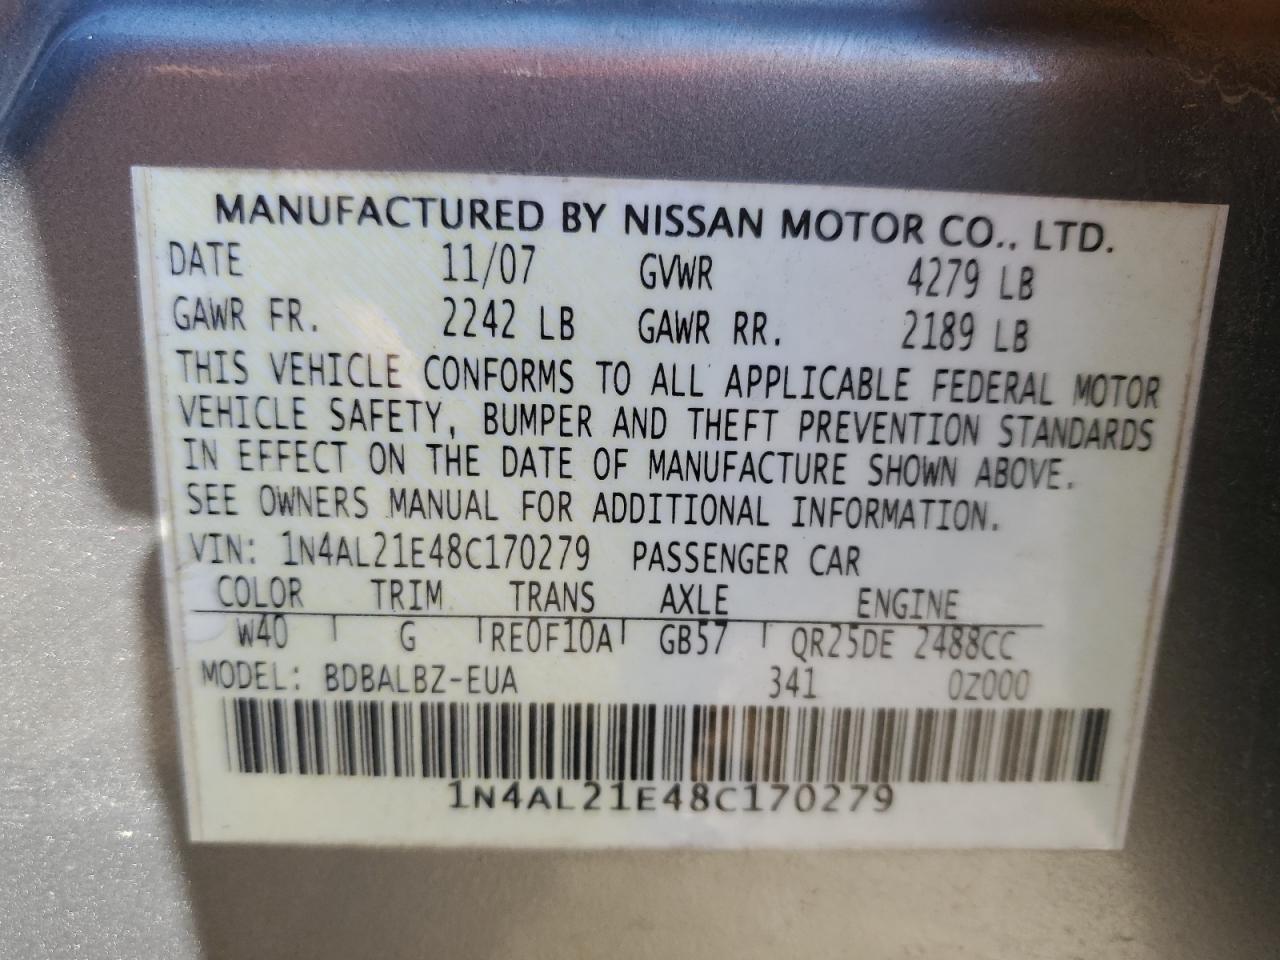 MANUFACTURED BY NISSAN MOTOR CO., LTD.
DATE 11/07 GVWR 4279 LB
GAWR FR. 2242 LB GAWR RR. 2189 LB
THIS VEHICLE CONFORMS TO ALL APPLICABLE FEDERAL MOTOR
VEHICLE SAFETY, BUMPER AND THEFT PREVENTION STANDARDS
IN EFFECT ON THE DATE OF MANUFACTURE SHOWN ABOVE.
SEE OWNERS MANUAL FOR ADDITIONAL INFORMATION.
VIN: 1N4AL21E48C170279 PASSENGER CAR
COLOR TRIM TRANS AXLE ENGINE
W40 G RE0F10A GB57 QR25DE 2488CC
MODEL: BDBALBZ-EUA 341 0Z000
1N4AL21E48C170279